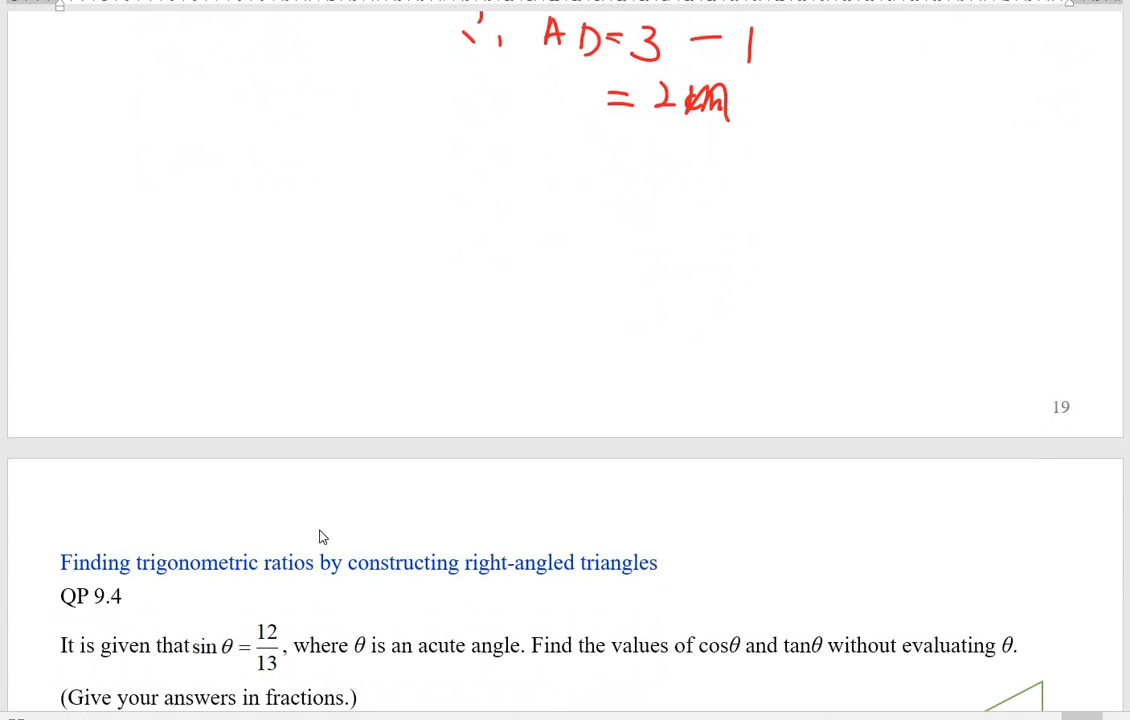 ∴ AD = 3 - 1
= 2 km
19
Finding trigonometric ratios by constructing right-angled triangles
QP 9.4
It is given that sin θ = 12/13, where θ is an acute angle. Find the values of cosθ and tanθ without evaluating θ.
(Give your answers in fractions.)